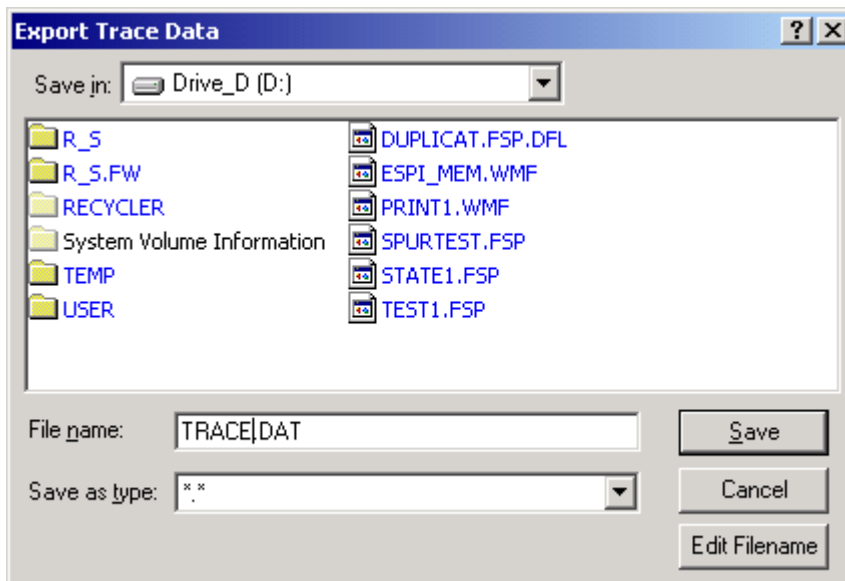 Export Trace Data
Save in: Drive_D (D:)
R_S
R_S.FW
RECYCLER
System Volume Information
TEMP
USER
DUPLICAT.FSP.DFL
ESPI_MEM.WMF
PRINT1.WMF
SPURTEST.FSP
STATE1.FSP
TEST1.FSP
File name: TRACE.DAT
Save
Save as type: *.*
Cancel
Edit Filename